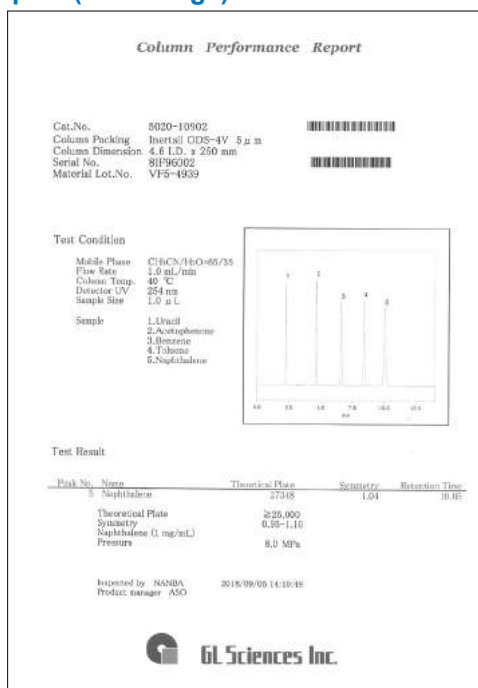 Column Performance Report
Cat.No. 5020-10902
Column Packing Inertsil ODS-4V 5μm
Column Dimension 4.6 I.D. x 250 mm
Serial No. 8IF96002
Material Lot.No. VF5-4939
Test Condition
Mobile Phase CH3CN/H2O=65/35
Flow Rate 1.0 mL/min
Column Temp. 40 ℃
Detector UV 254 nm
Sample Size 1.0 μL
Sample 1.Uracil
2.Acetophenone
3.Benzene
4.Toluene
5.Naphthalene
1 2 3 4 5
Test Result
Peak No. Name Theoretical Plate Symmetry Retention Time
5 Naphthalene 27348 1.04 10.05
Theoretical Plate ≧25,000
Symmetry 0.95-1.10
Naphthalene (1 mg/mL)
Pressure 8.0 MPa
Inspected by NANBA 2018/09/05 14:10:49
Product manager ASO
GL Sciences Inc.